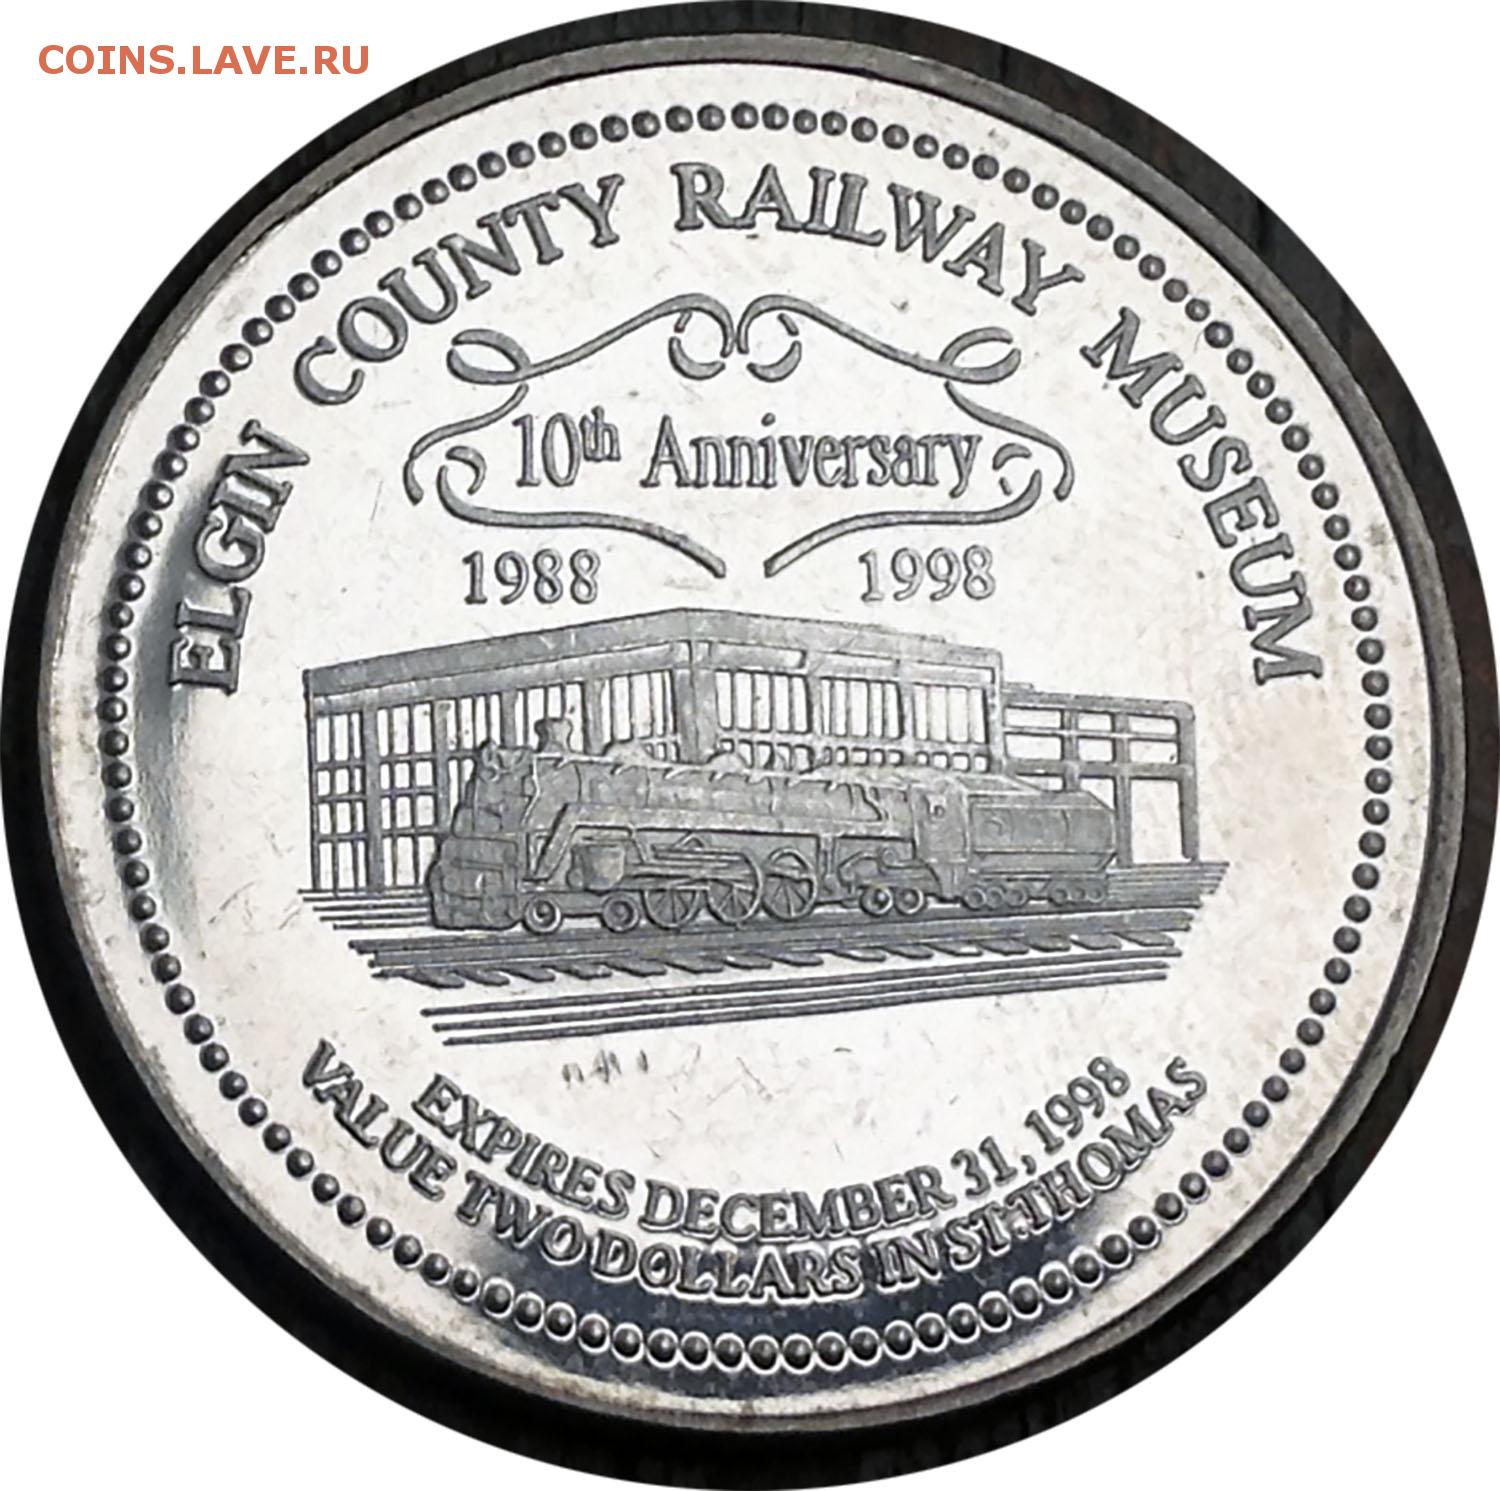 COINS.LAVE.RU
ELGIN COUNTY RAILWAY MUSEUM
10th Anniversary
1988 1998
EXPIRES DECEMBER 31, 1998
VALUE TWO DOLLARS IN ST. THOMAS